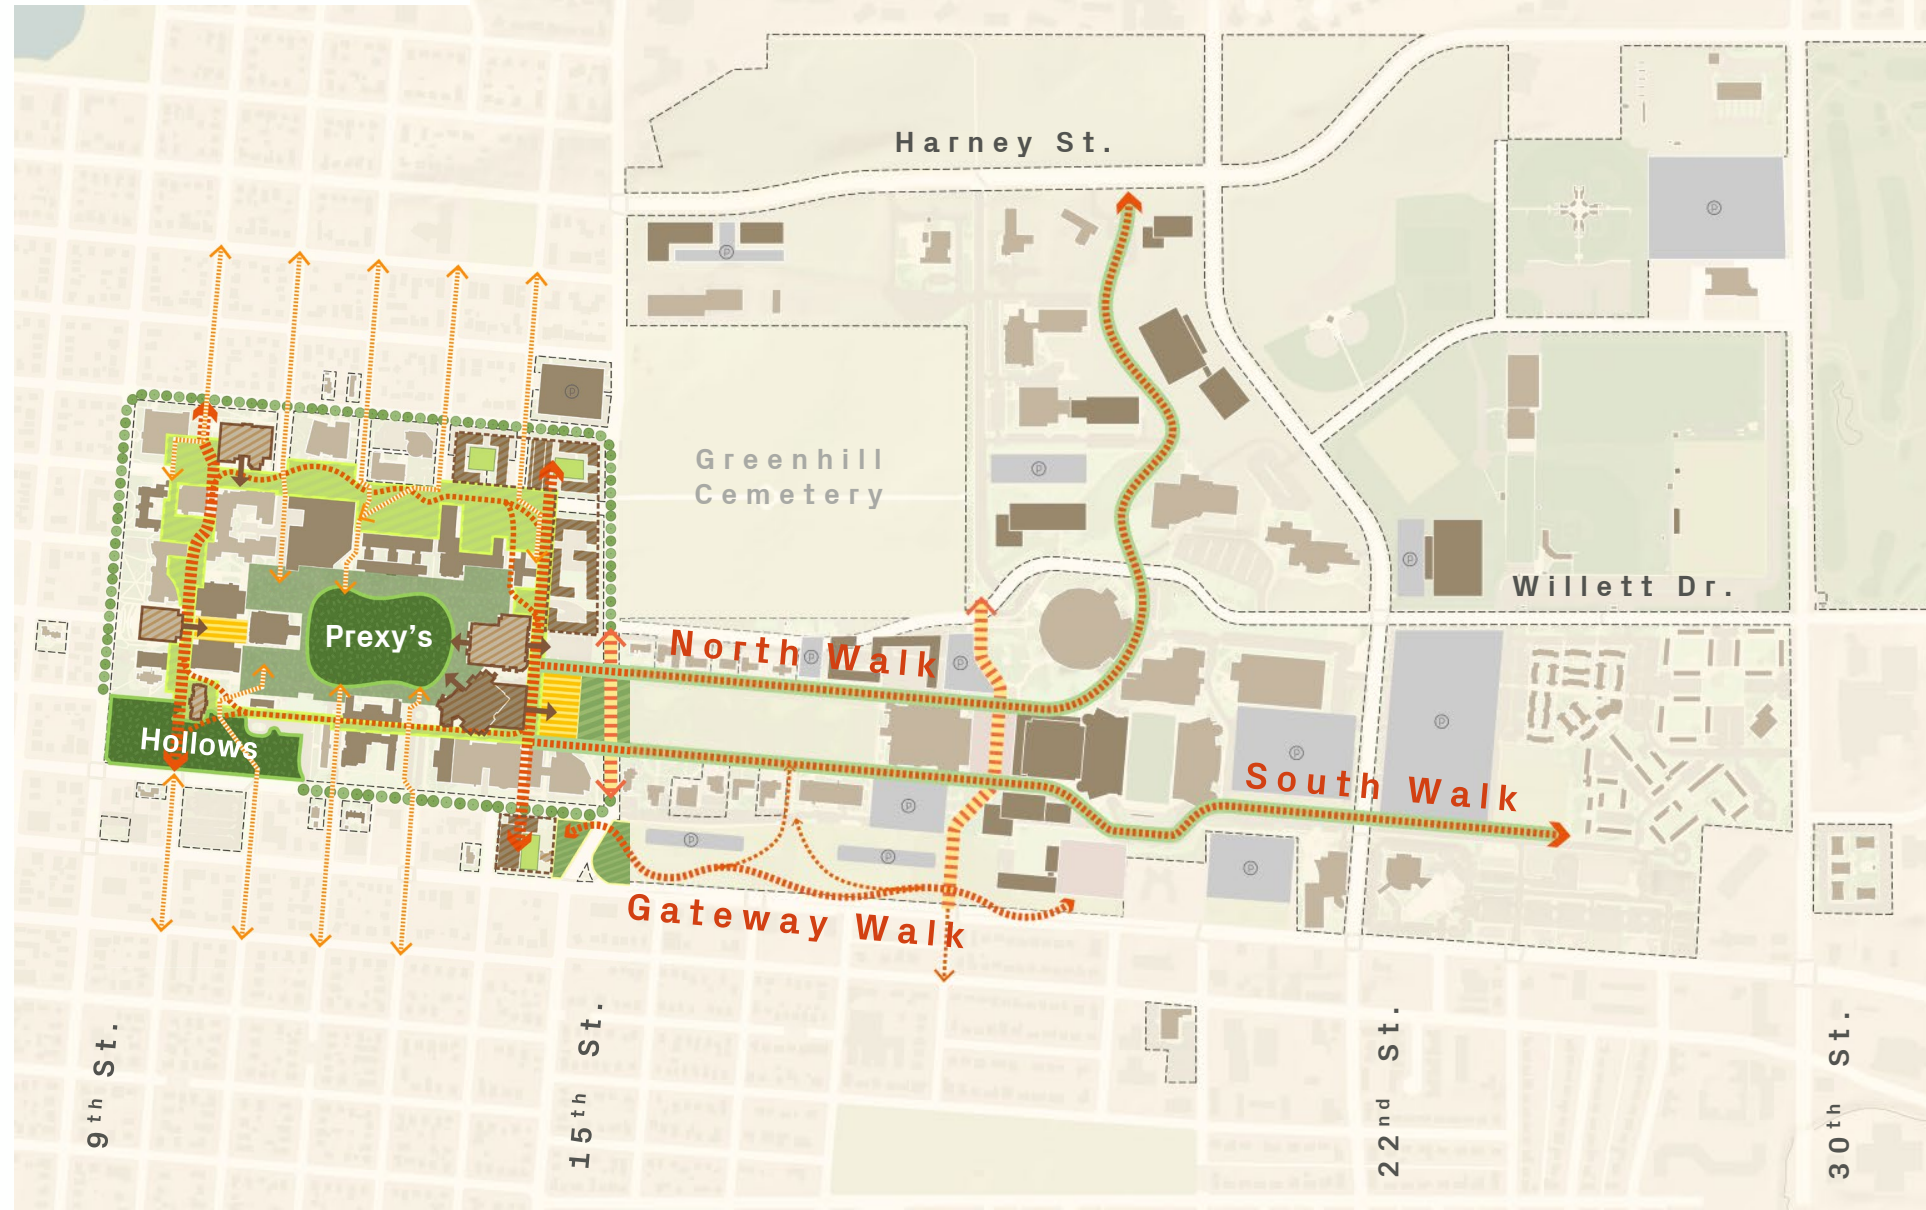 Harney St.
Greenhill
Cemetery
Willett Dr.
Prexy's
North Walk
Hollows
South Walk
Gateway Walk
9th St.
15th St.
22nd St.
30th St.
P
P
P
P
P
P
P
P
P
P
P
P
P
P